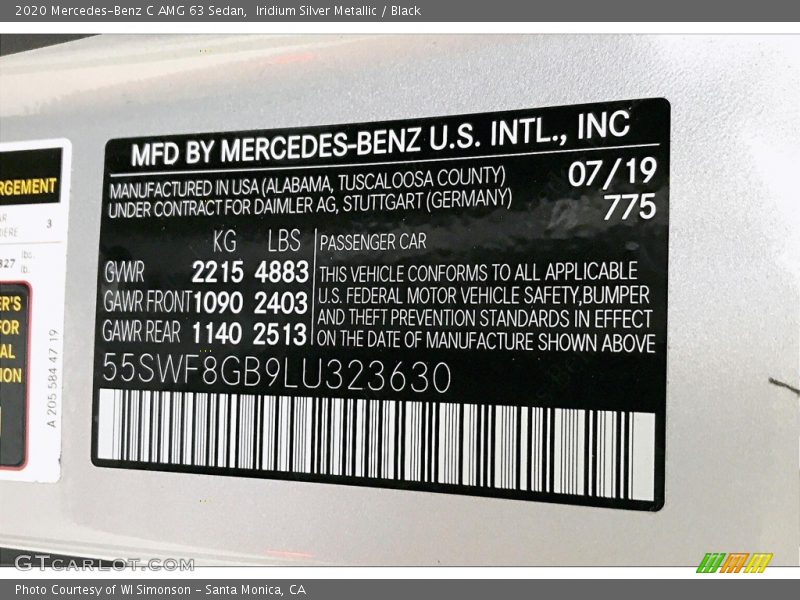 2020 Mercedes-Benz C AMG 63 Sedan, Iridium Silver Metallic / Black
MFD BY MERCEDES-BENZ U.S. INTL., INC
MANUFACTURED IN USA (ALABAMA, TUSCALOOSA COUNTY)
UNDER CONTRACT FOR DAIMLER AG, STUTTGART (GERMANY)
07/19
775
KG LBS
GVWR 2215 4883
GAWR FRONT 1090 2403
GAWR REAR 1140 2513
PASSENGER CAR
THIS VEHICLE CONFORMS TO ALL APPLICABLE
U.S. FEDERAL MOTOR VEHICLE SAFETY,BUMPER
AND THEFT PREVENTION STANDARDS IN EFFECT
ON THE DATE OF MANUFACTURE SHOWN ABOVE
55SWF8GB9LU323630
RGEMENT
3
lbs.
lb.
ER'S
FOR
AL
ION
A 205 584 47 19
GTCARLOT.COM
Photo Courtesy of WI Simonson - Santa Monica, CA